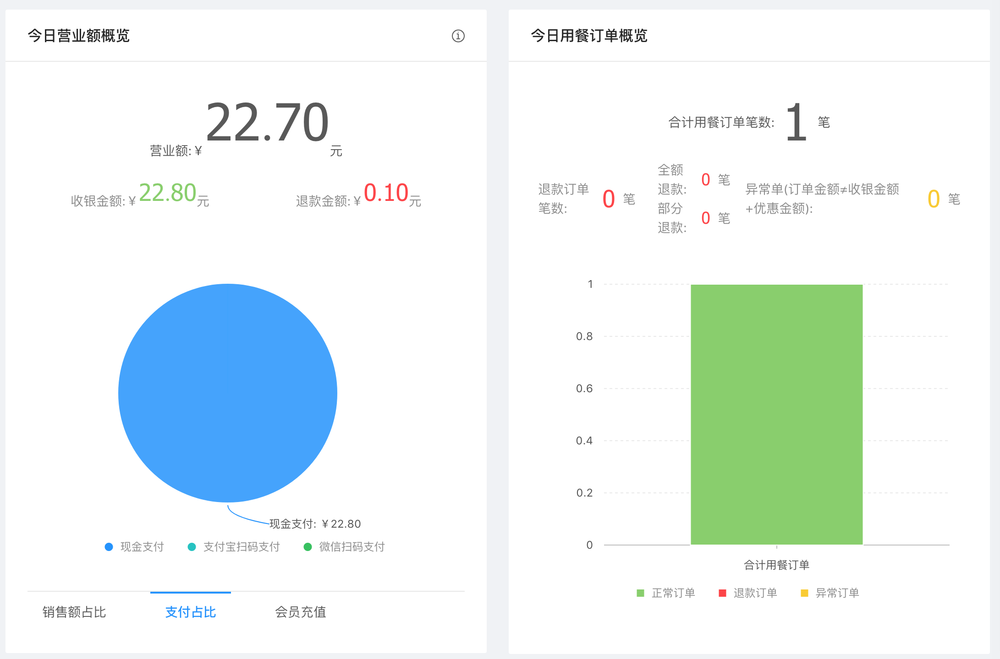 今日营业额概览
营业额: ¥ 22.70 元
收银金额: ¥ 22.80 元
退款金额: ¥ 0.10 元
现金支付: ¥22.80
现金支付
支付宝扫码支付
微信扫码支付
销售额占比
支付占比
会员充值
今日用餐订单概览
合计用餐订单笔数: 1 笔
退款订单
笔数:
0 笔
全额
退款:
0 笔
部分
退款:
0 笔
异常单(订单金额≠收银金额
+优惠金额):
0 笔
1
0.8
0.6
0.4
0.2
0
合计用餐订单
正常订单
退款订单
异常订单